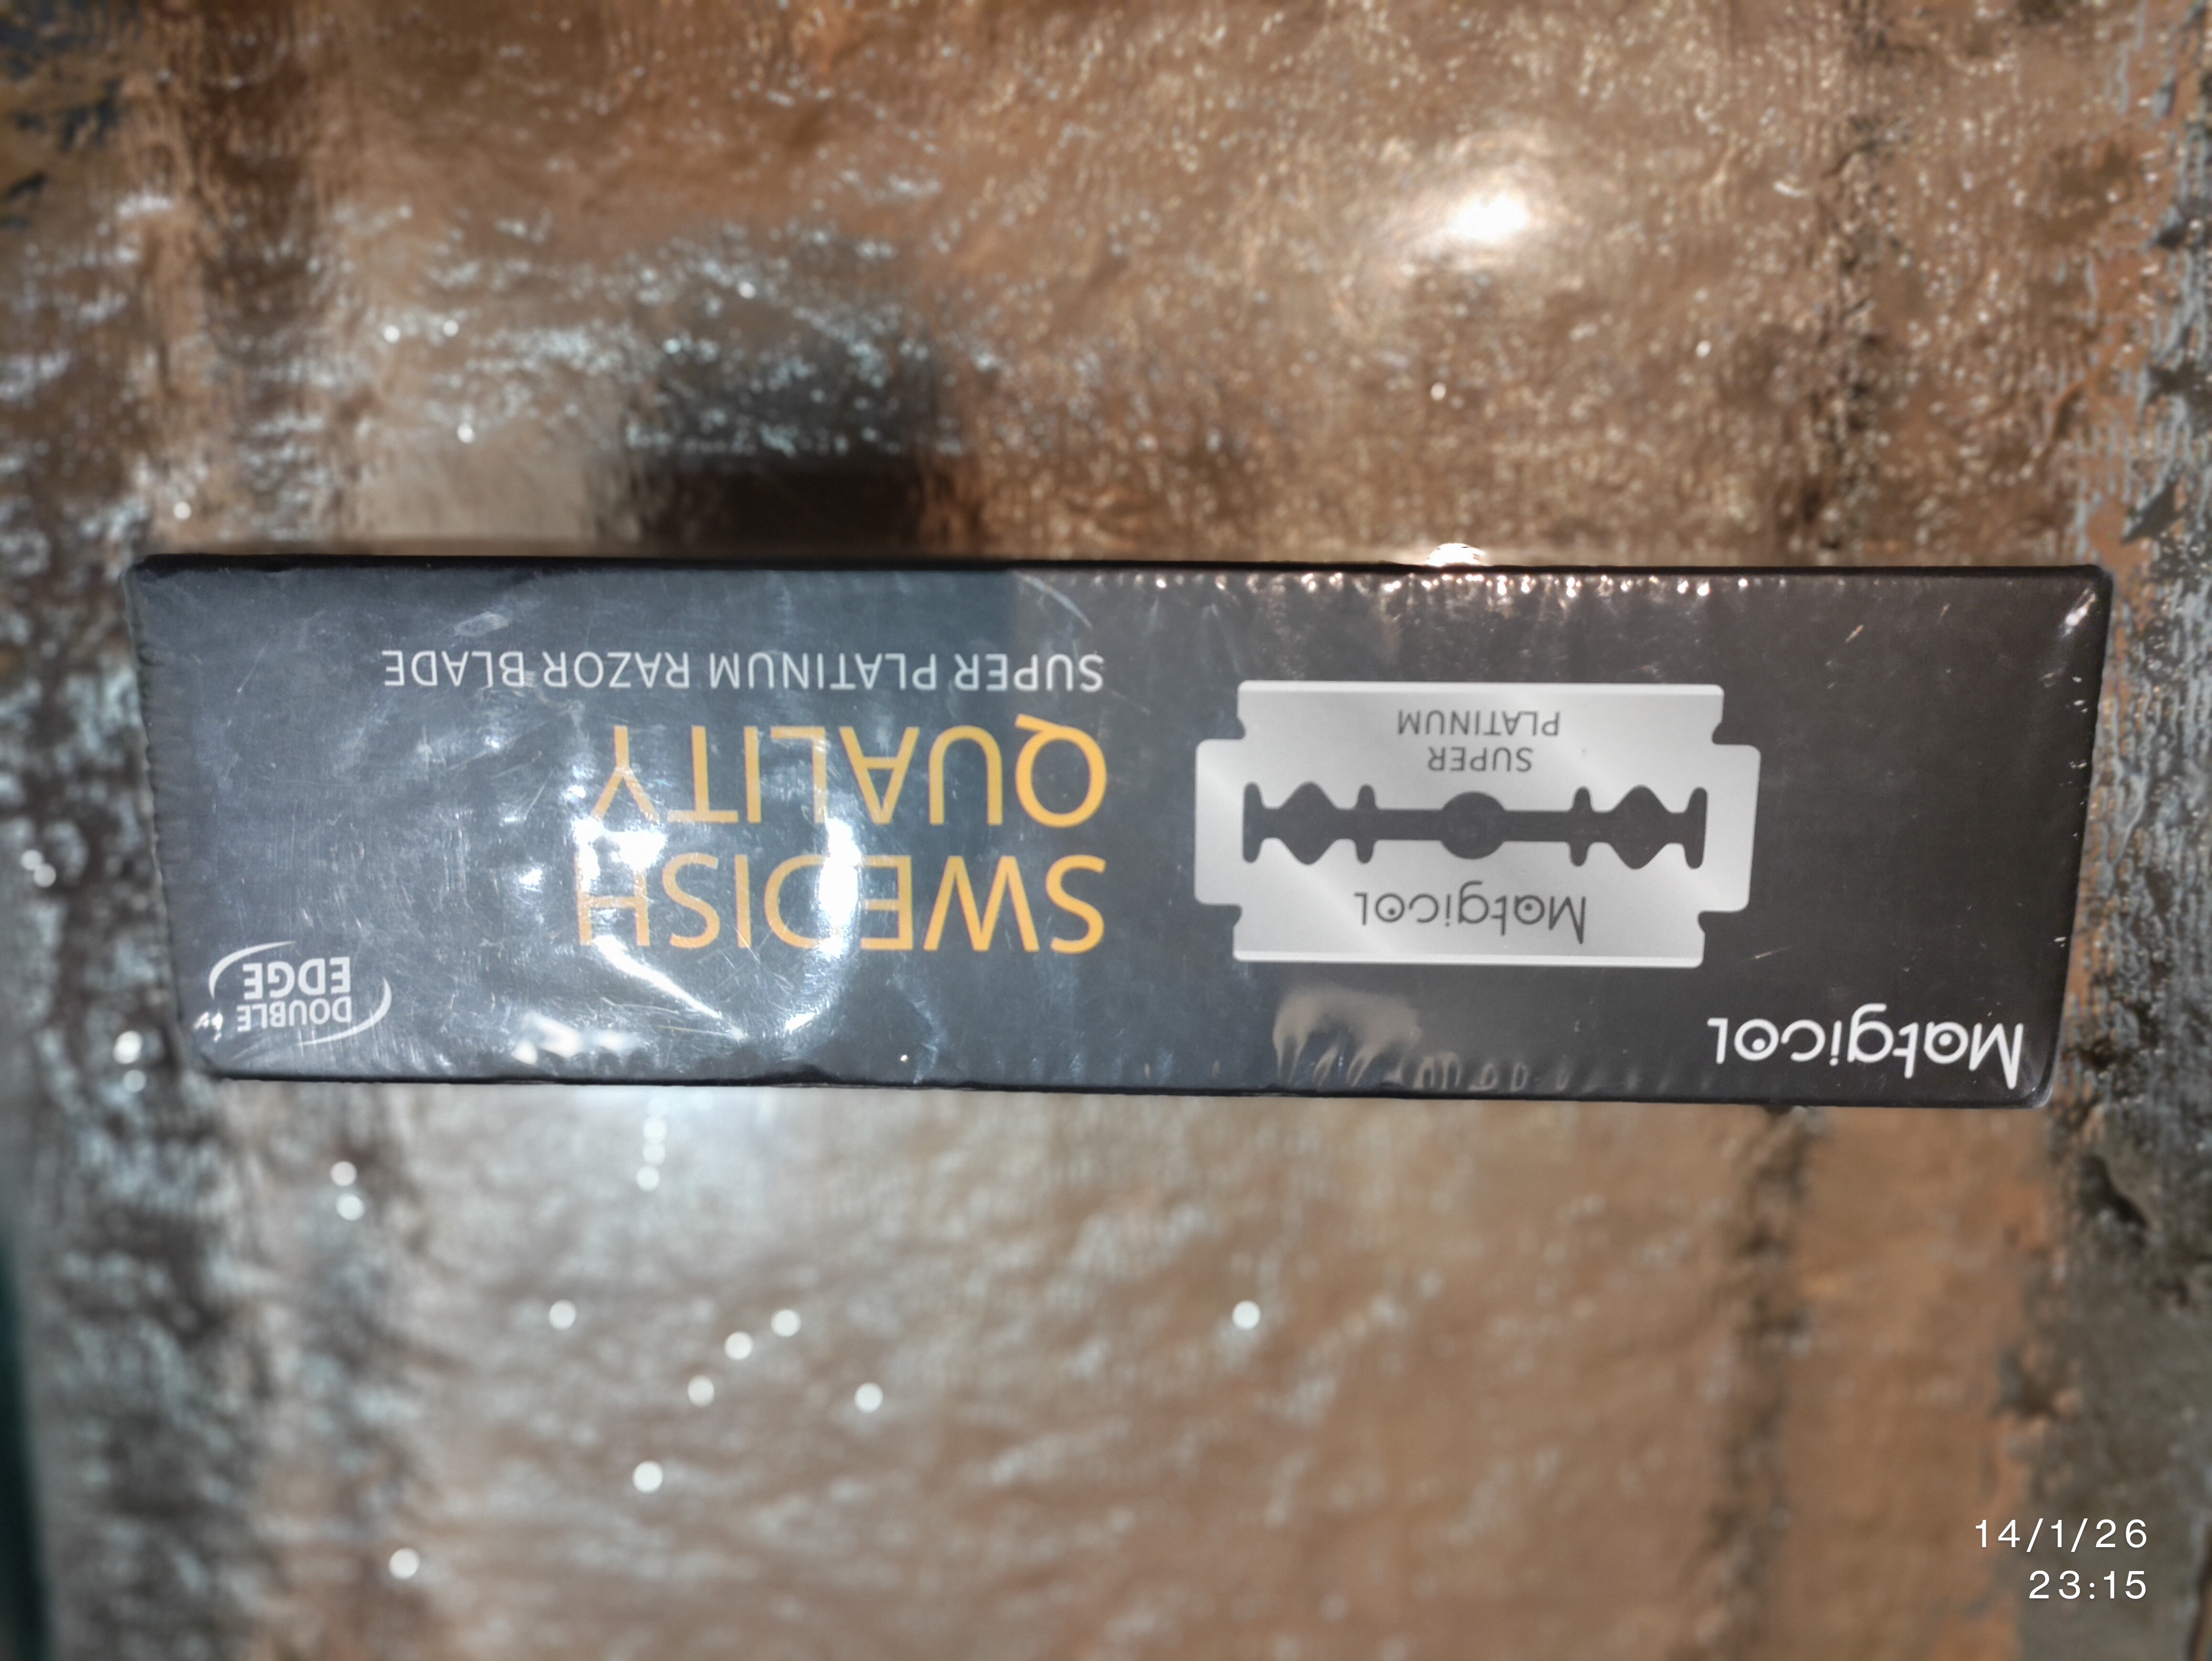 Matgicol
Matgicol
SUPER
PLATINUM
SWEDISH
QUALITY
SUPER PLATINUM RAZOR BLADE
DOUBLE
EDGE
14/1/26
23:15